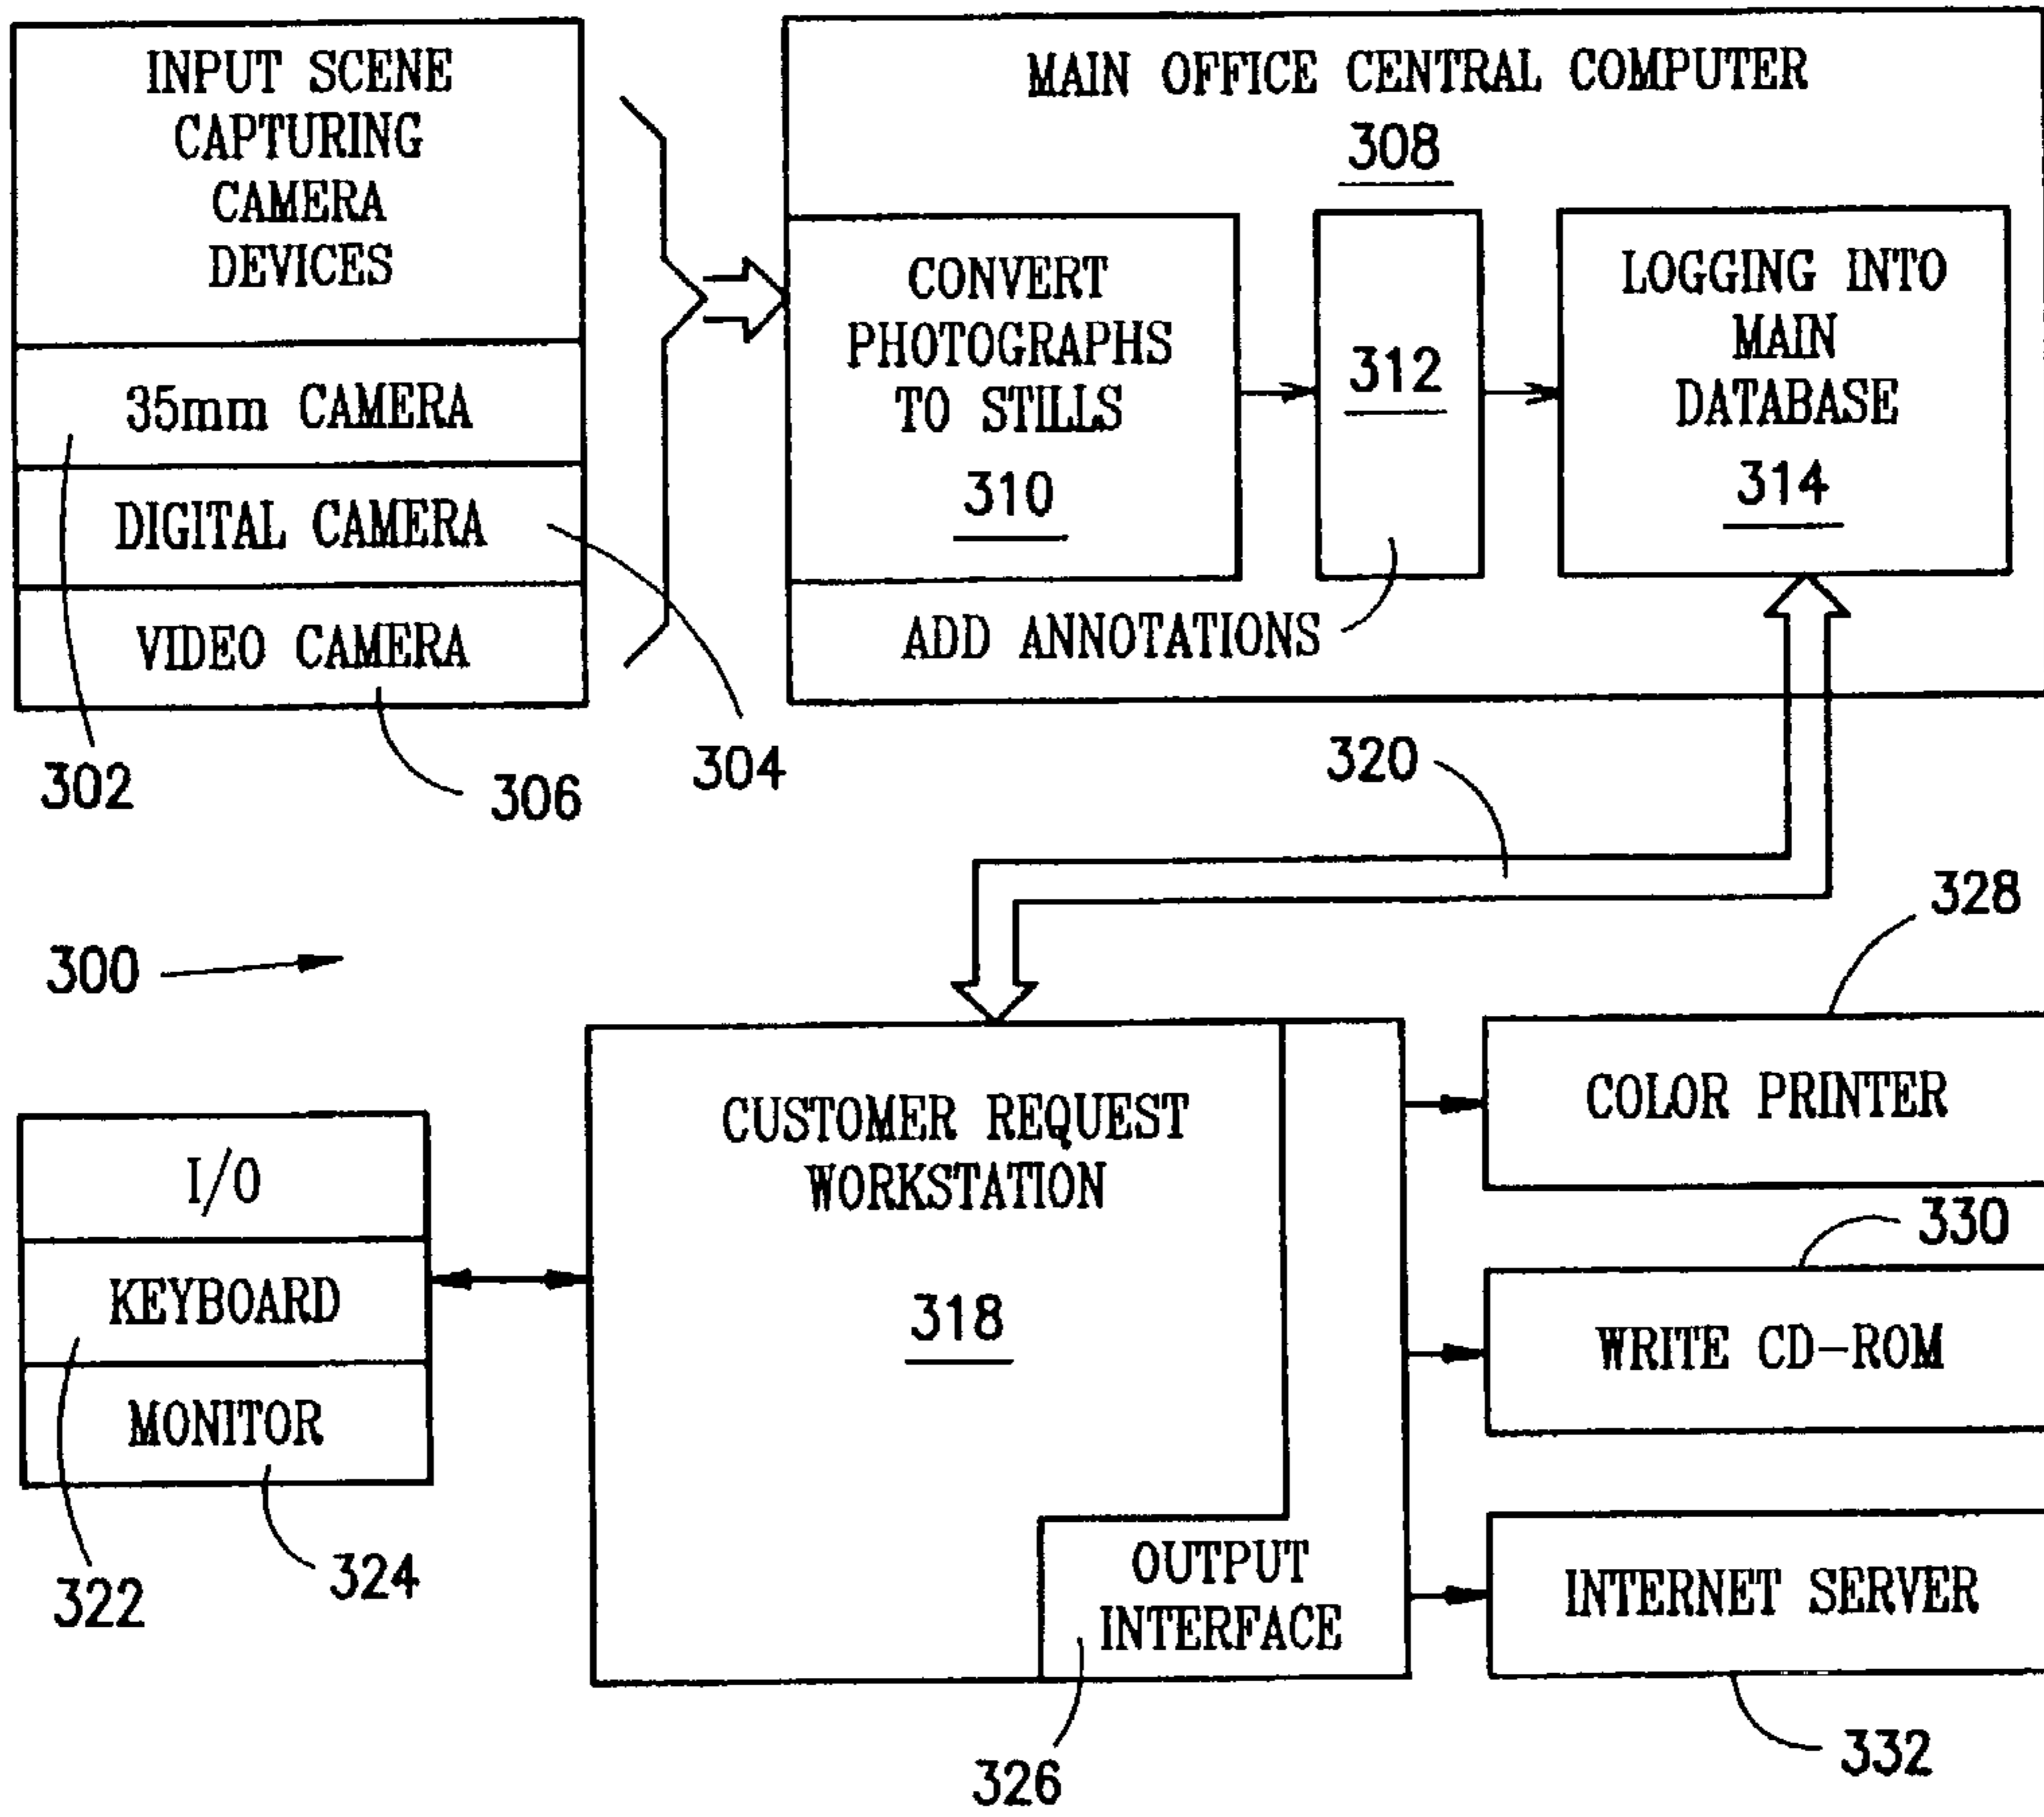 INPUT SCENE
CAPTURING
CAMERA
DEVICES
35mm CAMERA
DIGITAL CAMERA
VIDEO CAMERA
302
306
304
MAIN OFFICE CENTRAL COMPUTER
308
CONVERT
PHOTOGRAPHS
TO STILLS
310
312
LOGGING INTO
MAIN
DATABASE
314
ADD ANNOTATIONS
320
300
328
I/O
KEYBOARD
MONITOR
322
324
CUSTOMER REQUEST
WORKSTATION
318
OUTPUT
INTERFACE
326
COLOR PRINTER
330
WRITE CD-ROM
INTERNET SERVER
332